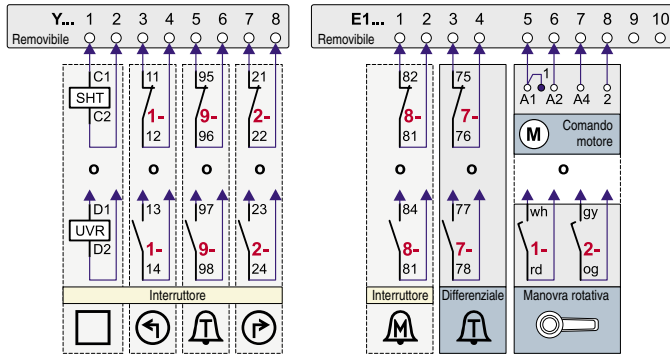 Y... 1 2 3 4 5 6 7 8
Removibile
E1... 1 2 3 4 5 6 7 8 9 10
Removibile
C1 11 95 21
SHT 1- 9- 2-
C2 12 96 22
82 75 1
8- 7- A1 A2 A4 2
81 76
M Comando
motore
o o o o
o o o
D1 13 97 23
UVR 1- 9- 2-
D2 14 98 24
84 77 wh gy
8- 7- 1- 2-
81 78 rd og
Interruttore
Interruttore Differenziale Manovra rotativa
T M T